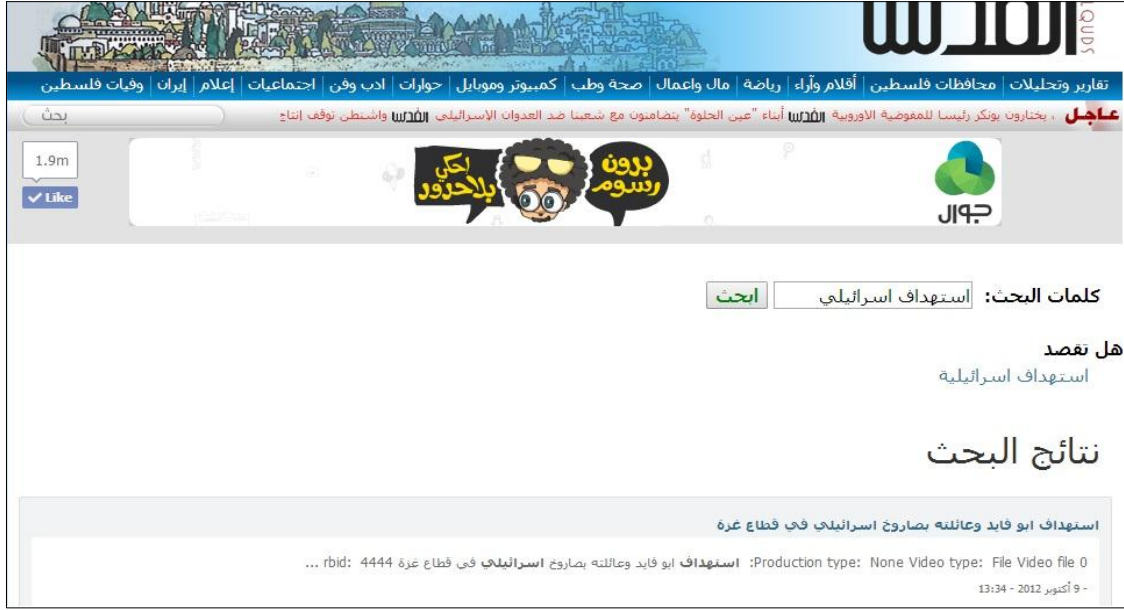 القدس
ALQUDS
تقارير وتحليلات | محافظات فلسطين | أقلام وآراء | رياضة | مال واعمال | صحة وطب | كمبيوتر وموبايل | حوارات | ادب وفن | اجتماعيات | إعلام | إيران | وفيات فلسطين
عاجل ، يختارون يونكر رئيسا للمفوضية الاوروبية القدس أبناء "عين الحلوة" يتضامنون مع شعبنا ضد العدوان الإسرائيلي القدس واشنطن توقف إنتاج
بحث
1.9m
Like
برون رسوم
احكي بلاحدود
جوال
كلمات البحث: استهداف اسرائيلي ابحث
هل تقصد
استهداف اسرائيلية
نتائج البحث
استهداف ابو فايد وعائلته بصاروخ اسرائيلي في قطاع غزة
Production type: None Video type: File Video file 0: استهداف ابو فايد وعائلته بصاروخ اسرائيلي في قطاع غزة rbid: 4444 ...
- 9 أكتوبر 2012 - 13:34